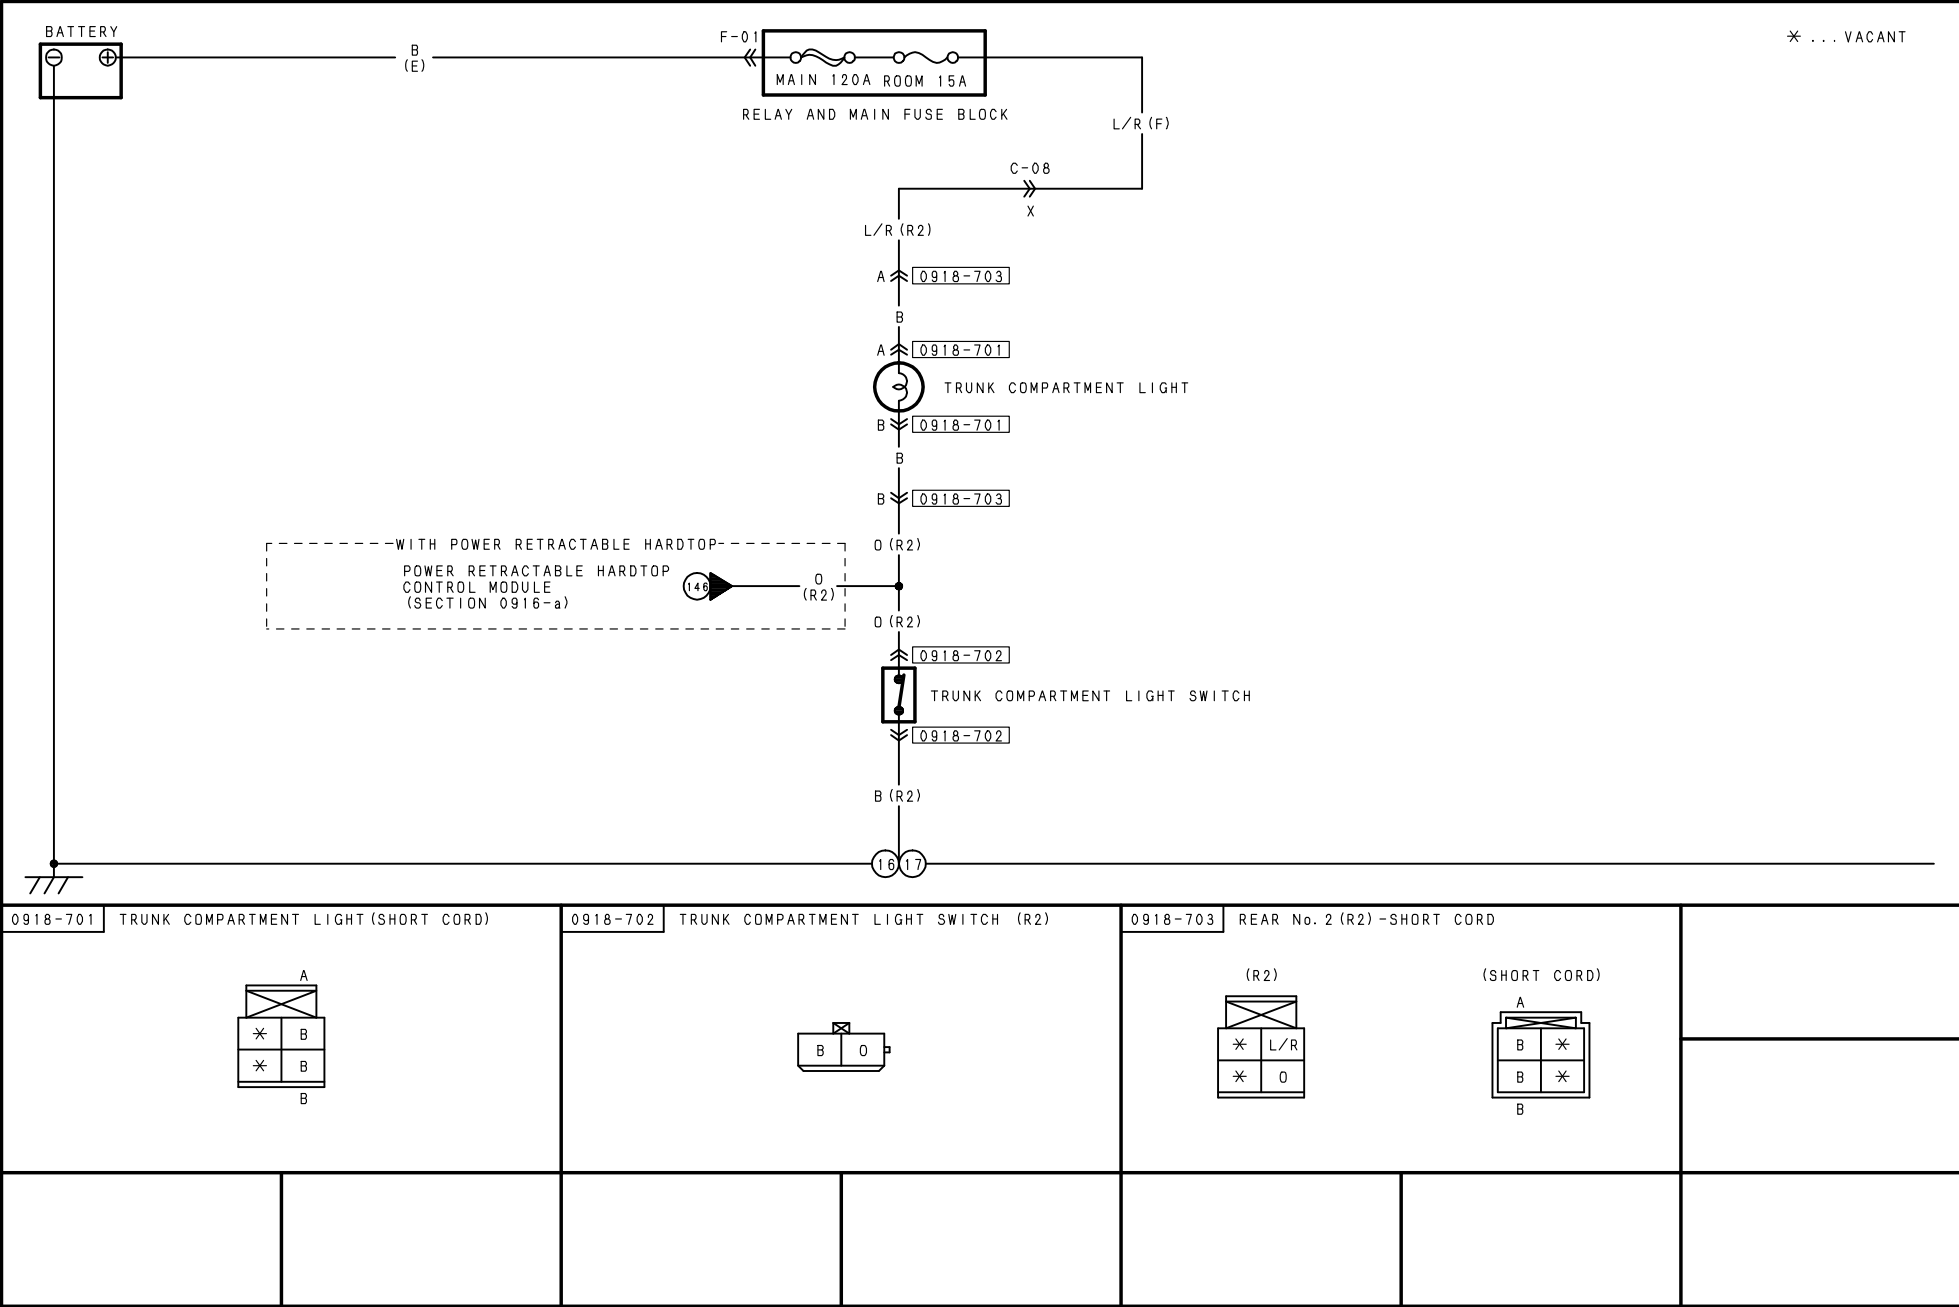 BATTERY
B
(E)
F-01
MAIN 120A ROOM 15A
RELAY AND MAIN FUSE BLOCK
* ... VACANT
L/R (F)
C-08
X
L/R (R2)
A 0918-703
B
A 0918-701
TRUNK COMPARTMENT LIGHT
B 0918-701
B
B 0918-703
WITH POWER RETRACTABLE HARDTOP
O (R2)
POWER RETRACTABLE HARDTOP
CONTROL MODULE
(SECTION 0916-a)
146
O
(R2)
O (R2)
0918-702
TRUNK COMPARTMENT LIGHT SWITCH
0918-702
B (R2)
16 17
0918-701 TRUNK COMPARTMENT LIGHT (SHORT CORD)
A
* B
* B
B
0918-702 TRUNK COMPARTMENT LIGHT SWITCH (R2)
B O
0918-703 REAR No. 2 (R2) -SHORT CORD
(R2)
* L/R
* O
(SHORT CORD)
A
B *
B *
B